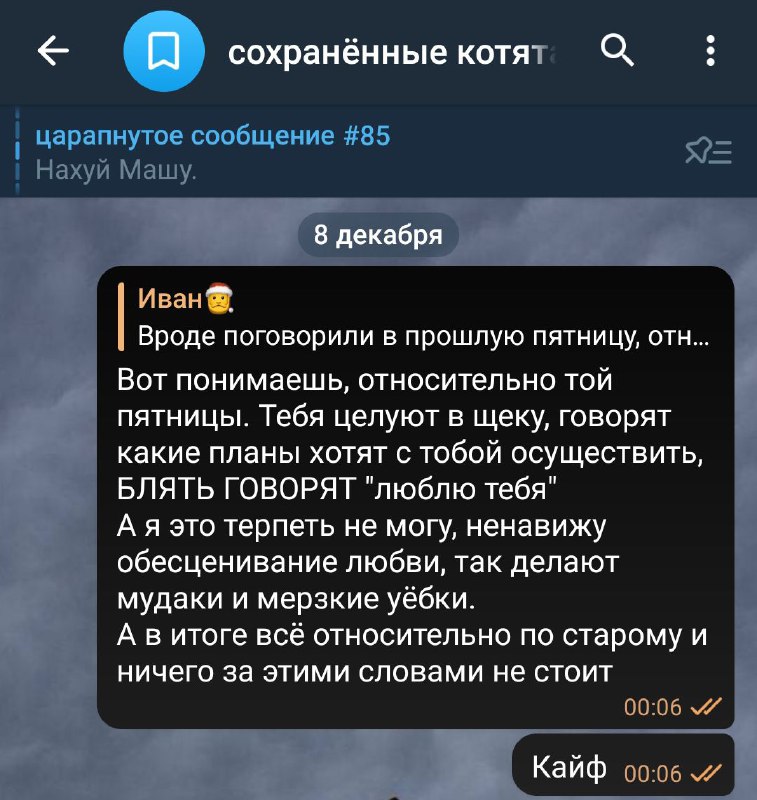 сохранённые котят
царапнутое сообщение #85
Нахуй Машу.
8 декабря
Иван
Вроде поговорили в прошлую пятницу, отн...
Вот понимаешь, относительно той
пятницы. Тебя целуют в щеку, говорят
какие планы хотят с тобой осуществить,
БЛЯТЬ ГОВОРЯТ "люблю тебя"
А я это терпеть не могу, ненавижу
обесценивание любви, так делают
мудаки и мерзкие уёбки.
А в итоге всё относительно по старому и
ничего за этими словами не стоит
00:06
Кайф 00:06